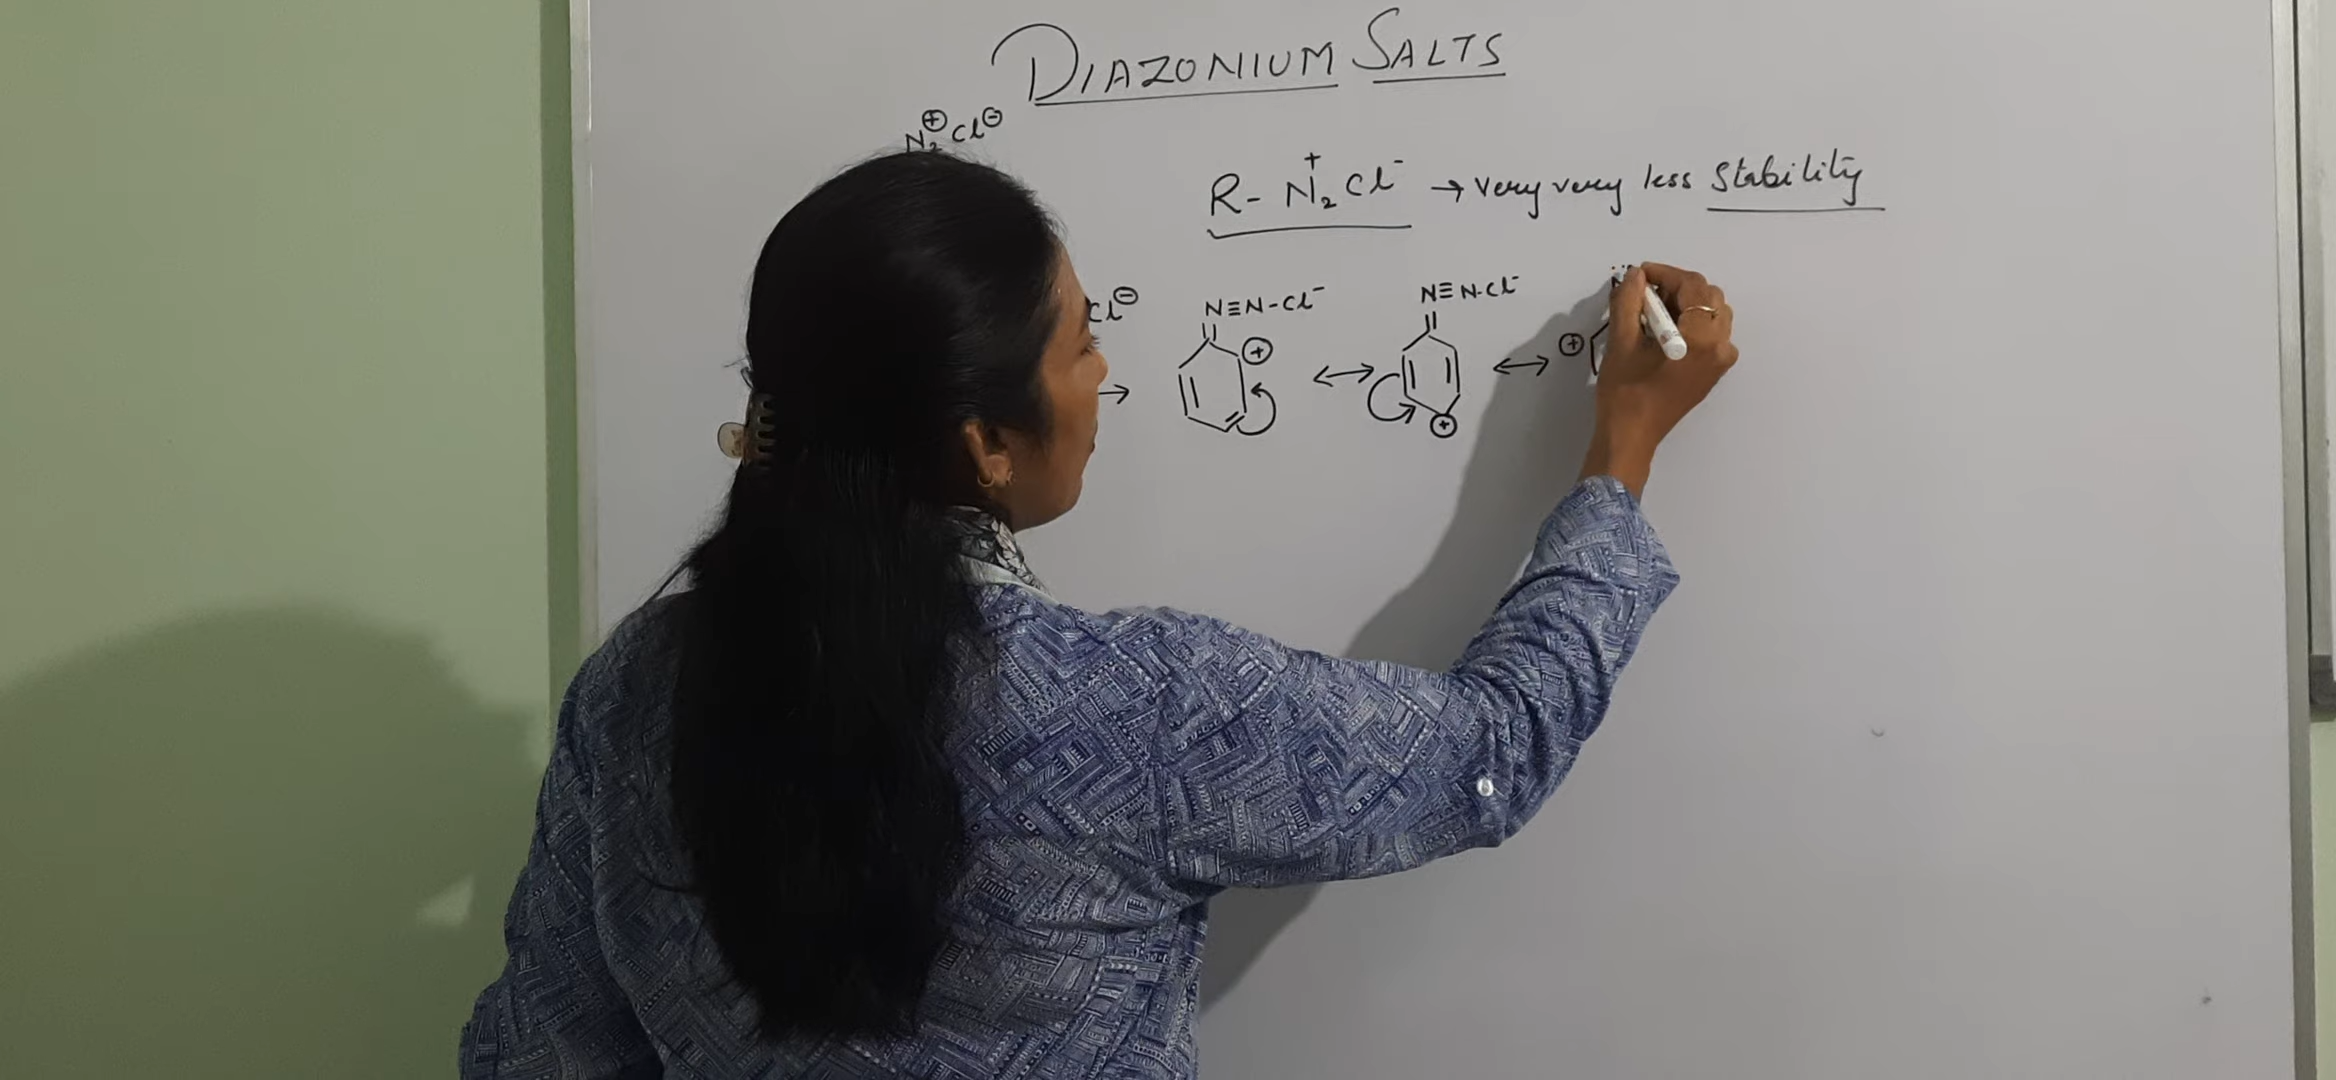 DIAZONIUM SALTS
N₂⊕Cl⊖
R-N₂⁺Cl⁻ → very very less stability
Cl⊖
→
N≡N-Cl⁻
⊕
↔
N≡N-Cl⁻
⊕
↔
⊕